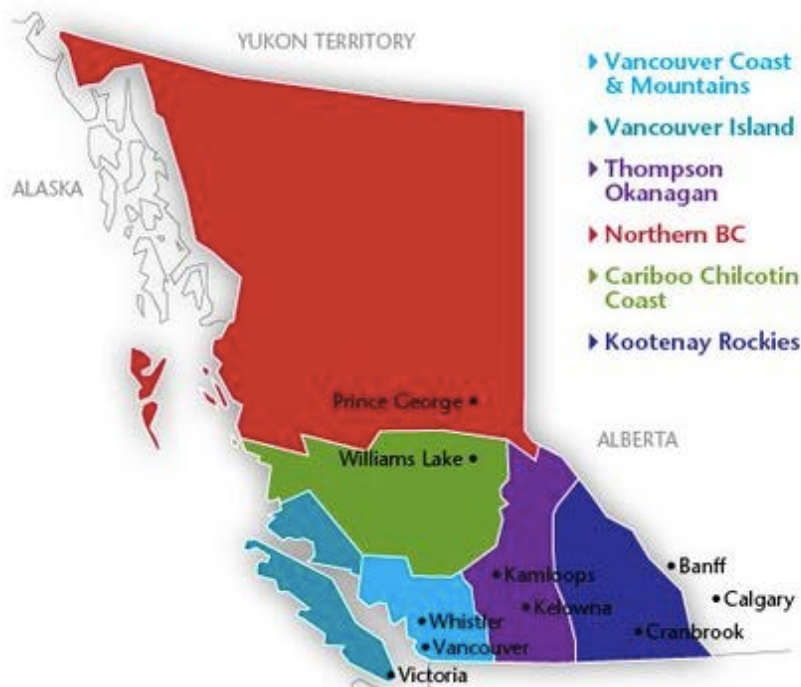 YUKON TERRITORY
ALASKA
Vancouver Coast
& Mountains
Vancouver Island
Thompson
Okanagan
Northern BC
Cariboo Chilcotin
Coast
Kootenay Rockies
Prince George
ALBERTA
Williams Lake
Kamloops
Banff
Kelowna
Calgary
Whistler
Cranbrook
Vancouver
Victoria